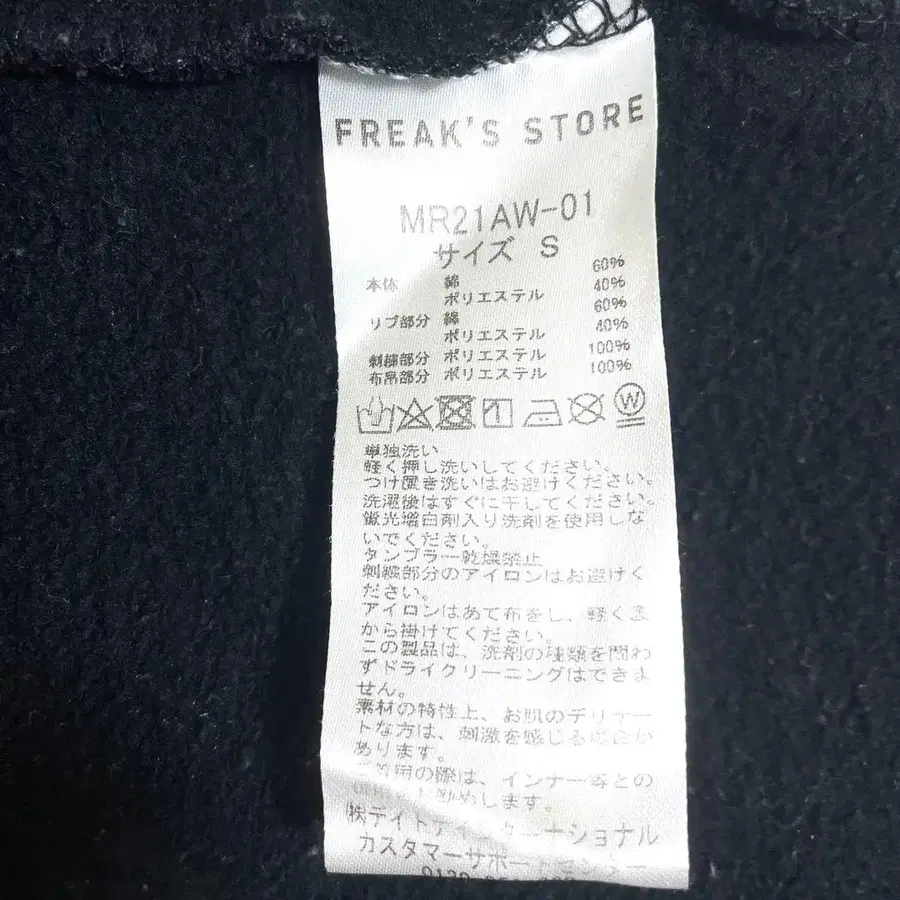 FREAK'S STORE
MR21AW-01
サイズ S
本体 綿 60%
ポリエステル 40%
リブ部分 綿 60%
ポリエステル 40%
刺繍部分 ポリエステル 100%
布帛部分 ポリエステル 100%
W
単独洗い
軽く押し洗いしてください。
つけ置き洗いはお避けください。
洗濯後はすぐに干してください。
蛍光増白剤入り洗剤を使用しな
いでください。
タンブラー乾燥禁止
刺繍部分のアイロンはお避けく
ださい。
アイロンはあて布をし、軽く裏
から掛けてください。
この製品は、洗剤の種類を問わ
ずドライクリーニングはできま
せん。
素材の特性上、お肌のデリケー
トな方は、刺激を感じる場合が
あります。
着用の際は、インナー等との
勧めします。
㈱デイトナ
カスタマーサポートセンター
0120